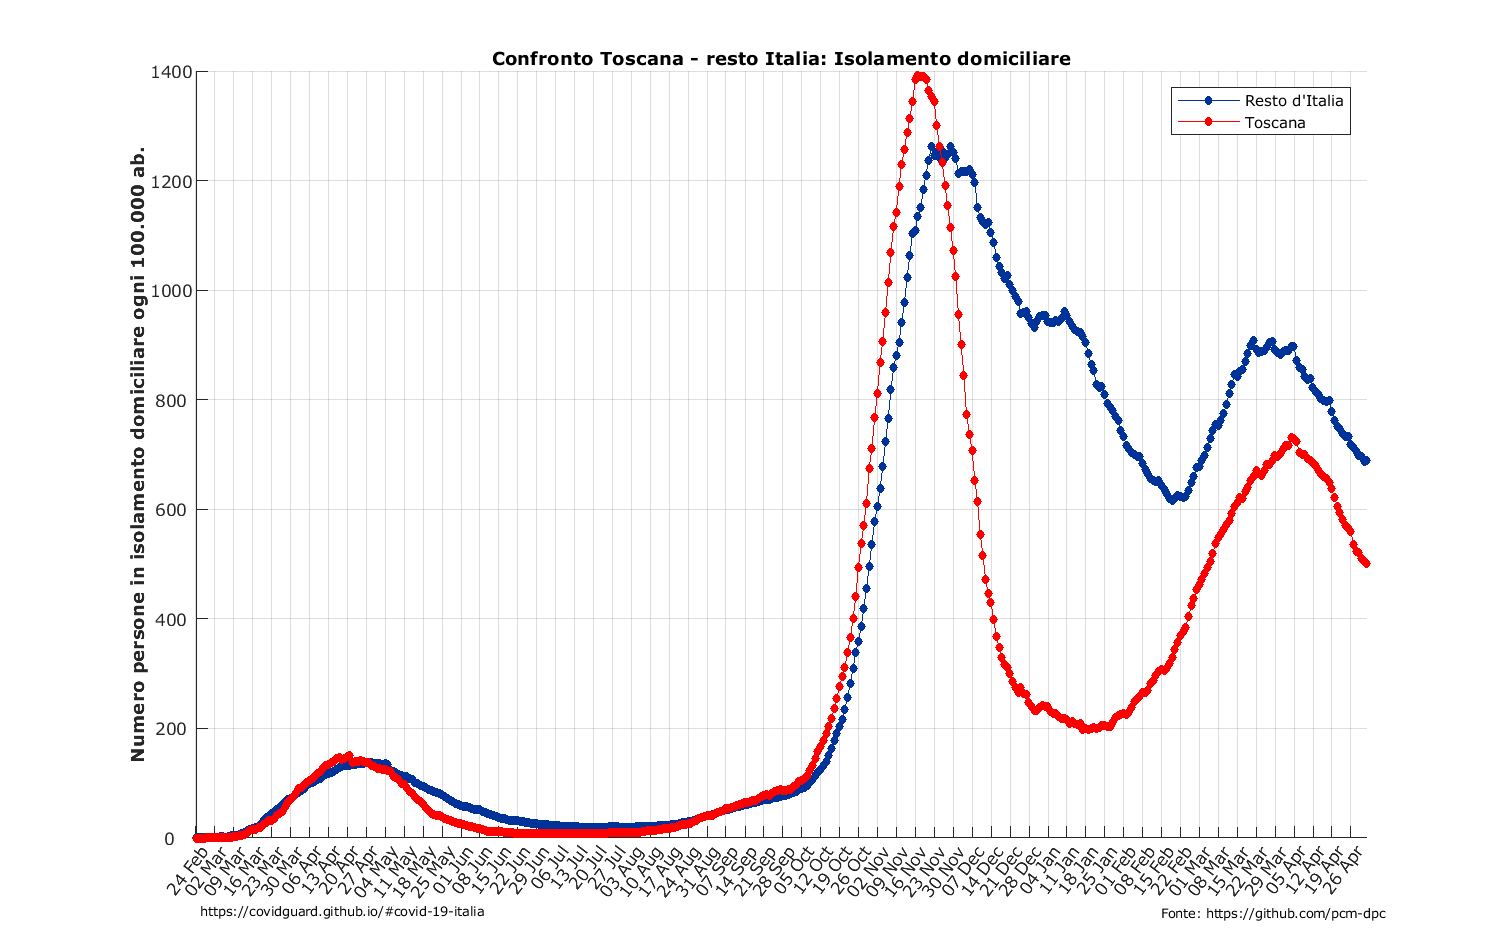 Confronto Toscana - resto Italia: Isolamento domiciliare
Numero persone in isolamento domiciliare ogni 100.000 ab.
1400
1200
1000
800
600
400
200
0
Resto d'Italia
Toscana
24 Feb
02 Mar
09 Mar
16 Mar
23 Mar
30 Mar
06 Apr
13 Apr
20 Apr
27 Apr
04 May
11 May
18 May
25 May
01 Jun
08 Jun
15 Jun
22 Jun
29 Jun
06 Jul
13 Jul
20 Jul
27 Jul
03 Aug
10 Aug
17 Aug
24 Aug
31 Aug
07 Sep
14 Sep
21 Sep
28 Sep
05 Oct
12 Oct
19 Oct
26 Oct
02 Nov
09 Nov
16 Nov
23 Nov
30 Nov
07 Dec
14 Dec
21 Dec
28 Dec
04 Jan
11 Jan
18 Jan
25 Jan
01 Feb
08 Feb
15 Feb
22 Feb
01 Mar
08 Mar
15 Mar
22 Mar
29 Mar
05 Apr
12 Apr
19 Apr
26 Apr
https://covidguard.github.io/#covid-19-italia
Fonte: https://github.com/pcm-dpc